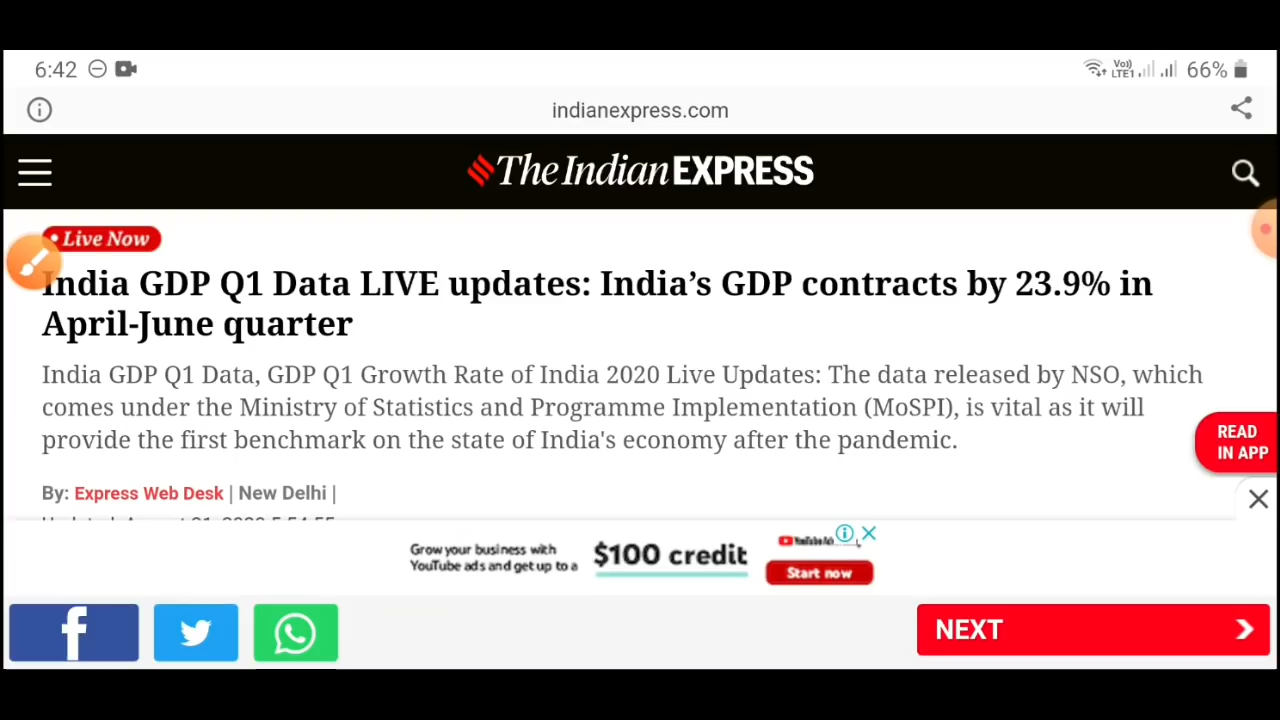 6:42
Vo)) LTE1 66%
indianexpress.com
The Indian EXPRESS
• Live Now
India GDP Q1 Data LIVE updates: India’s GDP contracts by 23.9% in
April-June quarter
India GDP Q1 Data, GDP Q1 Growth Rate of India 2020 Live Updates: The data released by NSO, which
comes under the Ministry of Statistics and Programme Implementation (MoSPI), is vital as it will
provide the first benchmark on the state of India's economy after the pandemic.
READ
IN APP
By: Express Web Desk | New Delhi |
Grow your business with
YouTube ads and get up to a
$100 credit
YouTube Ads
Start now
NEXT